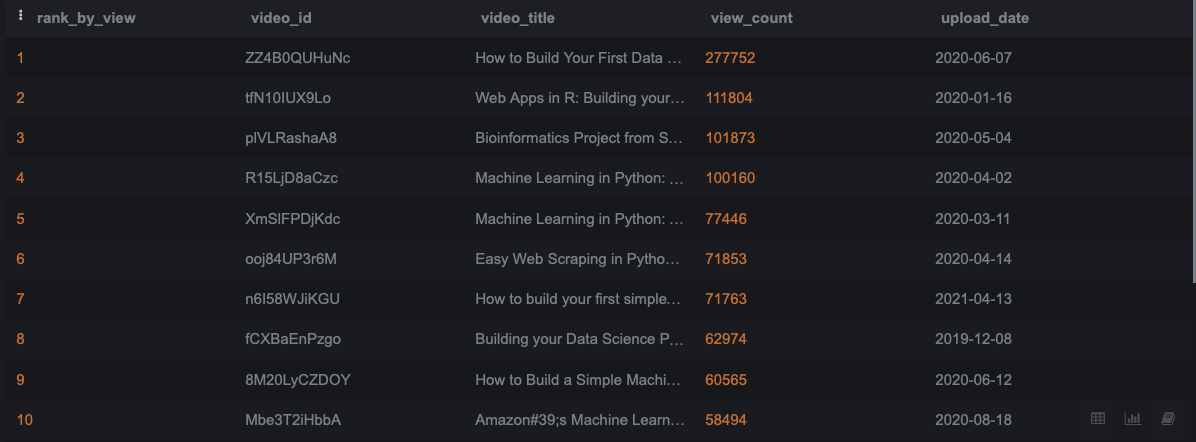 rank_by_view video_id video_title view_count upload_date
1 ZZ4B0QUHuNc How to Build Your First Data ... 277752 2020-06-07
2 tfN10IUX9Lo Web Apps in R: Building your... 111804 2020-01-16
3 plVLRashaA8 Bioinformatics Project from S... 101873 2020-05-04
4 R15LjD8aCzc Machine Learning in Python: ... 100160 2020-04-02
5 XmSlFPDjKdc Machine Learning in Python: ... 77446 2020-03-11
6 ooj84UP3r6M Easy Web Scraping in Pytho... 71853 2020-04-14
7 n6I58WJiKGU How to build your first simple... 71763 2021-04-13
8 fCXBaEnPzgo Building your Data Science P... 62974 2019-12-08
9 8M20LyCZDOY How to Build a Simple Machi... 60565 2020-06-12
10 Mbe3T2iHbbA Amazon#39;s Machine Learn... 58494 2020-08-18